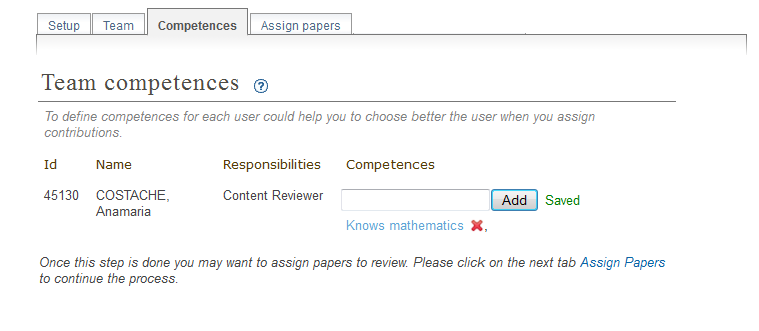 Setup Team Competences Assign papers
Team competences ?
To define competences for each user could help you to choose better the user when you assign
contributions.
Id Name Responsibilities Competences
45130 COSTACHE, Content Reviewer Add Saved
Anamaria
Knows mathematics ,
Once this step is done you may want to assign papers to review. Please click on the next tab Assign Papers
to continue the process.